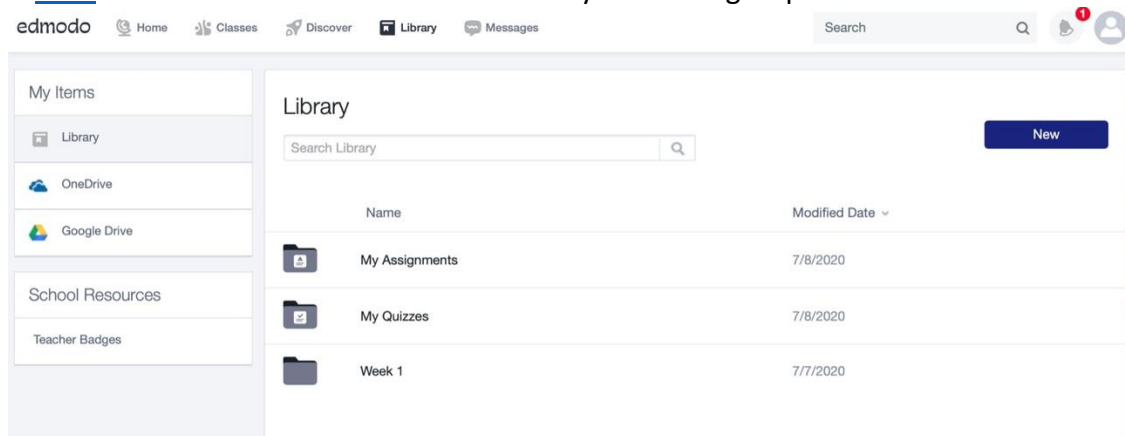 edmodo Home Classes Discover Library Messages Search 1
My Items
Library
OneDrive
Google Drive
School Resources
Teacher Badges
Library
Search Library
New
Name Modified Date
My Assignments 7/8/2020
My Quizzes 7/8/2020
Week 1 7/7/2020